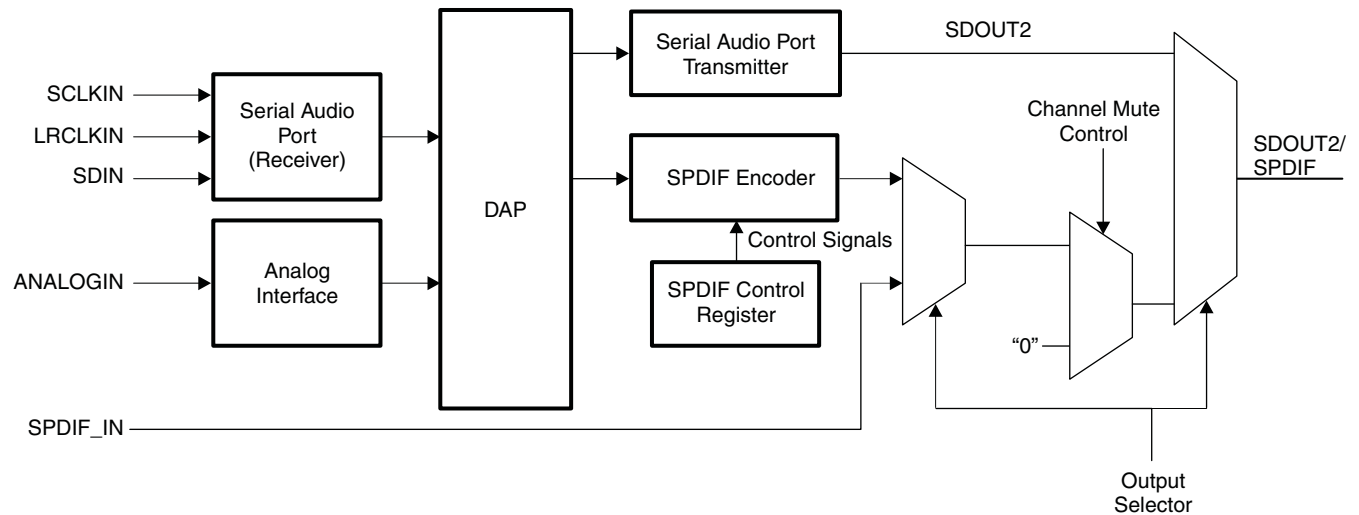 SCLKIN
LRCLKIN
SDIN
Serial Audio
Port
(Receiver)
ANALOGIN
Analog
Interface
SPDIF_IN
DAP
Serial Audio Port
Transmitter
SPDIF Encoder
Control Signals
SPDIF Control
Register
SDOUT2
Channel Mute
Control
"0"
SDOUT2/
SPDIF
Output
Selector